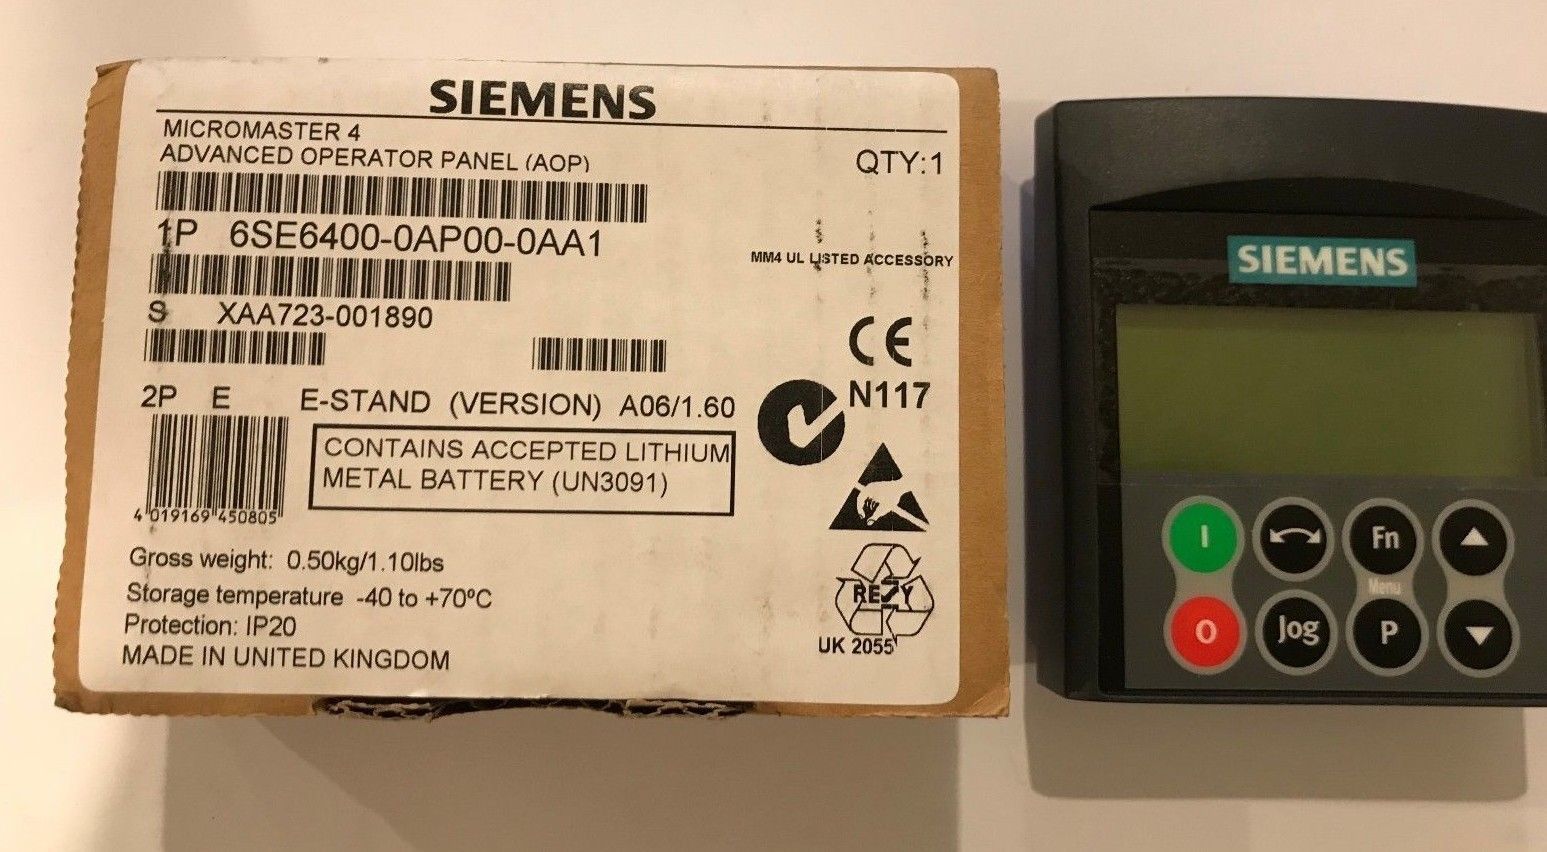 SIEMENS
MICROMASTER 4
ADVANCED OPERATOR PANEL (AOP)
QTY:1
1P 6SE6400-0AP00-0AA1
MM4 UL LISTED ACCESSORY
S XAA723-001890
CE
N117
2P E E-STAND (VERSION) A06/1.60
CONTAINS ACCEPTED LITHIUM
METAL BATTERY (UN3091)
4 019169 450805
Gross weight: 0.50kg/1.10lbs
Storage temperature -40 to +70ºC
Protection: IP20
MADE IN UNITED KINGDOM
RESY
UK 2055
SIEMENS
I
Fn
Menu
O
Jog
P